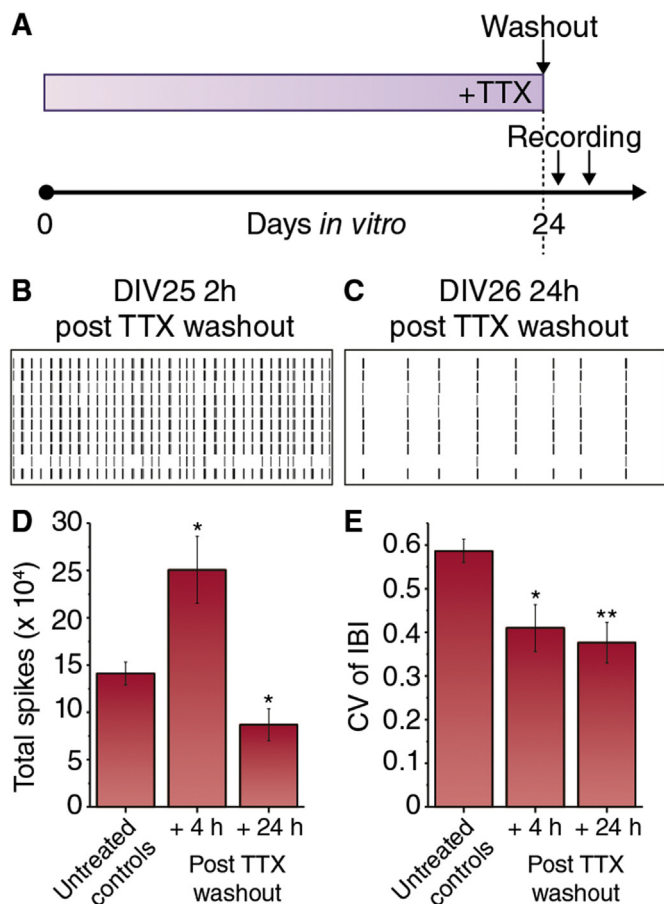 A
Washout
+TTX
Recording
0
Days in vitro
24
B
DIV25 2h
post TTX washout
C
DIV26 24h
post TTX washout
D
Total spikes (x 10⁴)
30
25
20
15
10
5
0
*
*
Untreated
controls
+ 4 h
+ 24 h
Post TTX
washout
E
CV of IBI
0.6
0.5
0.4
0.3
0.2
0.1
0
*
**
Untreated
controls
+ 4 h
+ 24 h
Post TTX
washout